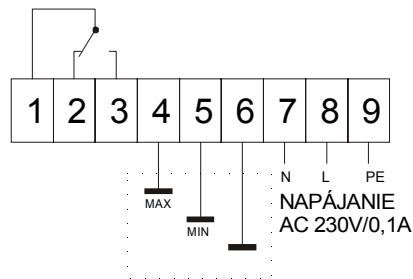 1 2 3 4 5 6 7 8 9
N L PE
MAX
MIN
NAPÁJANIE
AC 230V/0,1A